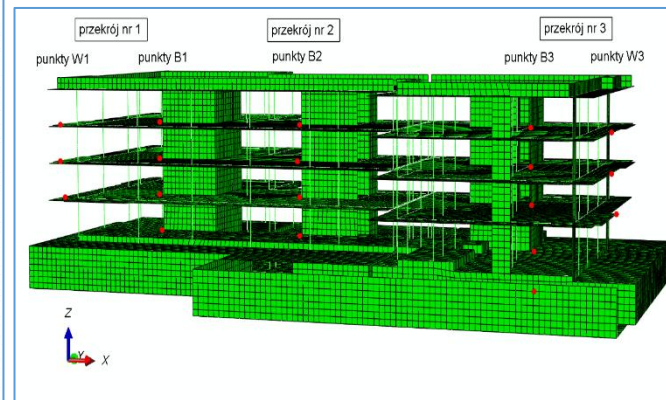 przekrój nr 1
przekrój nr 2
przekrój nr 3
punkty W1
punkty B1
punkty B2
punkty B3
punkty W3
Z
Y
X